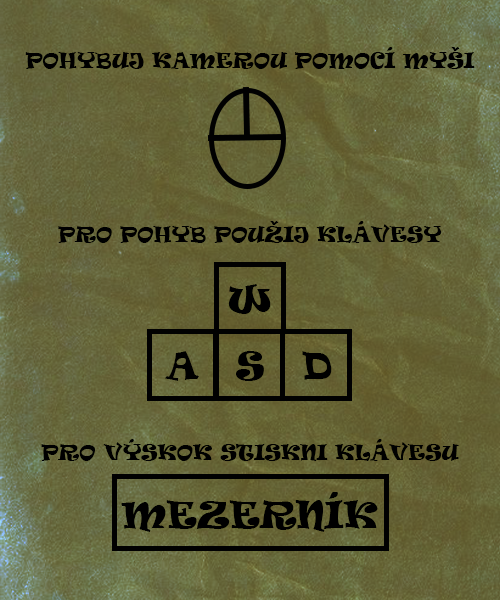 POHYBUJ KAMEROU POMOCÍ MYŠI
PRO POHYB POUŽIJ KLÁVESY
W
A S D
PRO VÝSKOK STISKNI KLÁVESU
MEZERNÍK